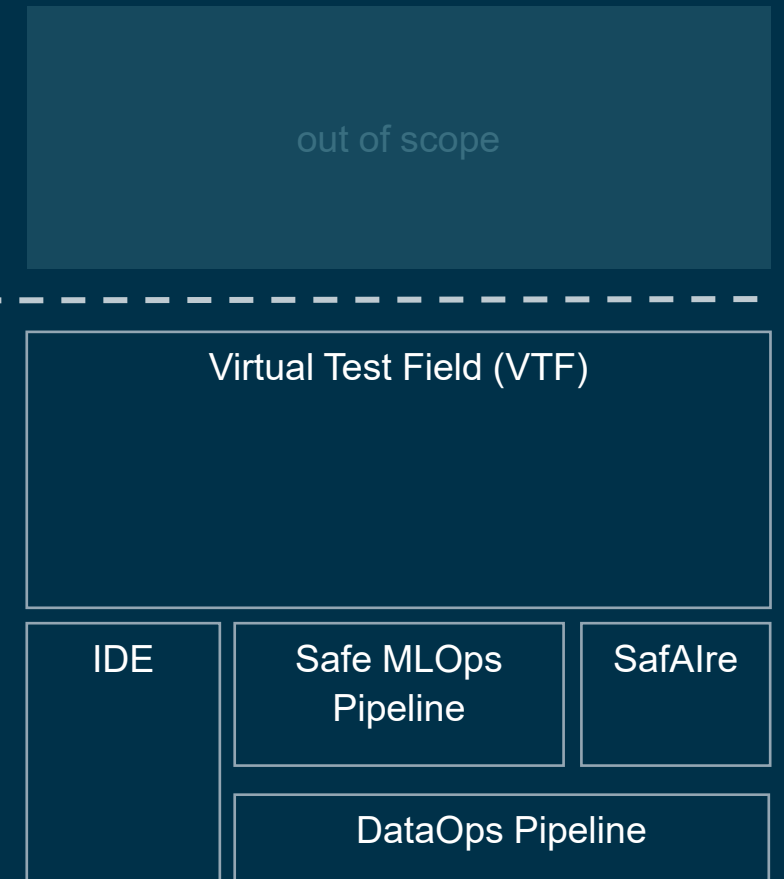 out of scope
Virtual Test Field (VTF)
IDE
Safe MLOps
Pipeline
SafAIre
DataOps Pipeline